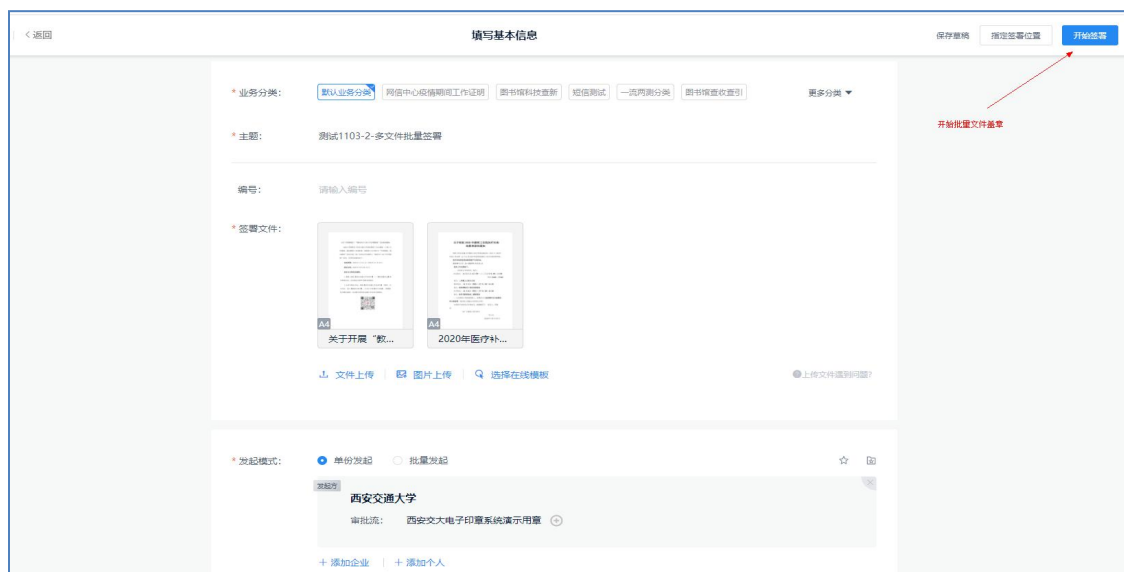 < 返回
填写基本信息
保存草稿 指定签署位置 开始签署
* 业务分类: 默认业务分类 网信中心疫情期间工作证明 图书馆科技查新 短信测试 一流网测分类 图书馆查收查引 更多分类
开始批量文件盖章
* 主题: 测试1103-2-多文件批量签署
编号: 请输入编号
* 签署文件:
A4 A4
关于开展“教... 2020年医疗补...
文件上传 图片上传 选择在线模板 上传文件遇到问题?
* 发起模式: 单份发起 批量发起
发起方
西安交通大学
审批流: 西安交大电子印章系统演示用章
+ 添加企业 + 添加个人